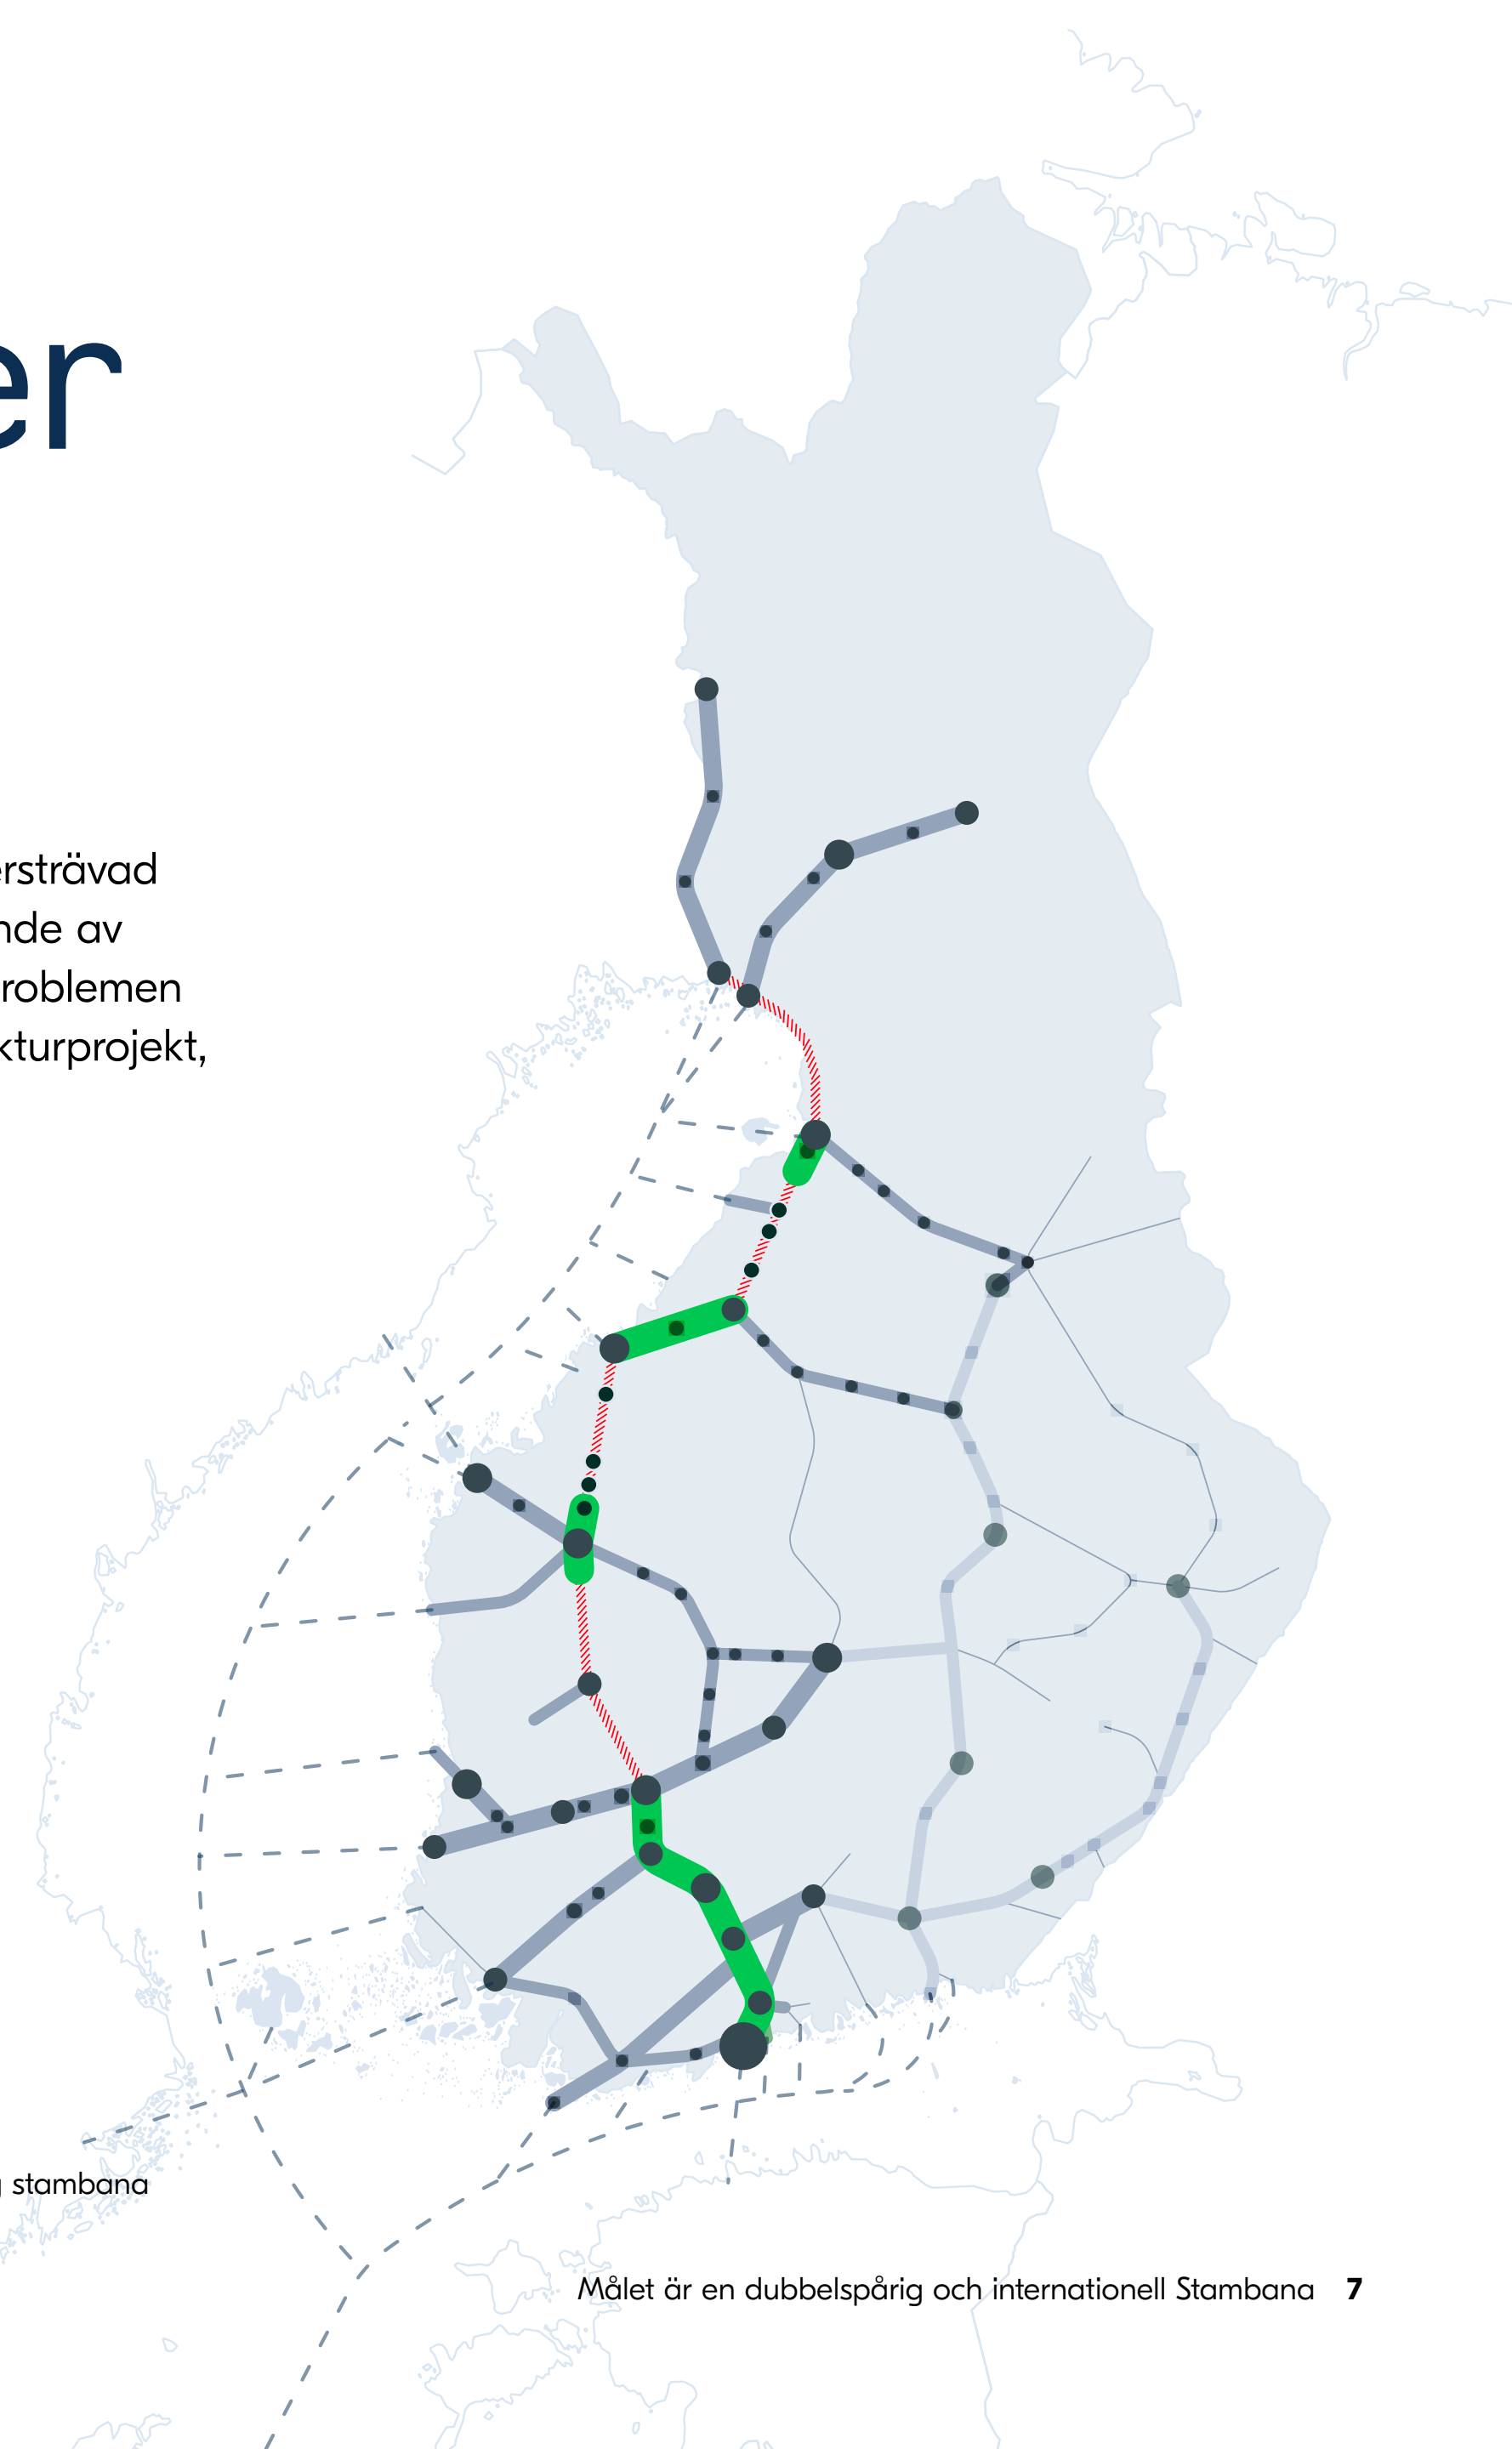 er
ersträvad
nde av
roblemen
kturprojekt,
g stambana
Målet är en dubbelspårig och internationell Stambana 7